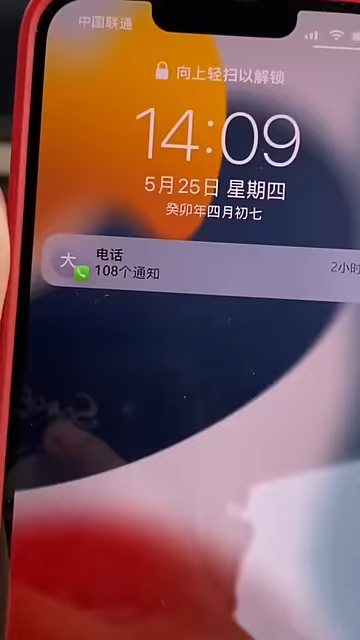 中国联通
向上轻扫以解锁
14:09
5月25日 星期四
癸卯年四月初七
大
电话
2小时
108个通知